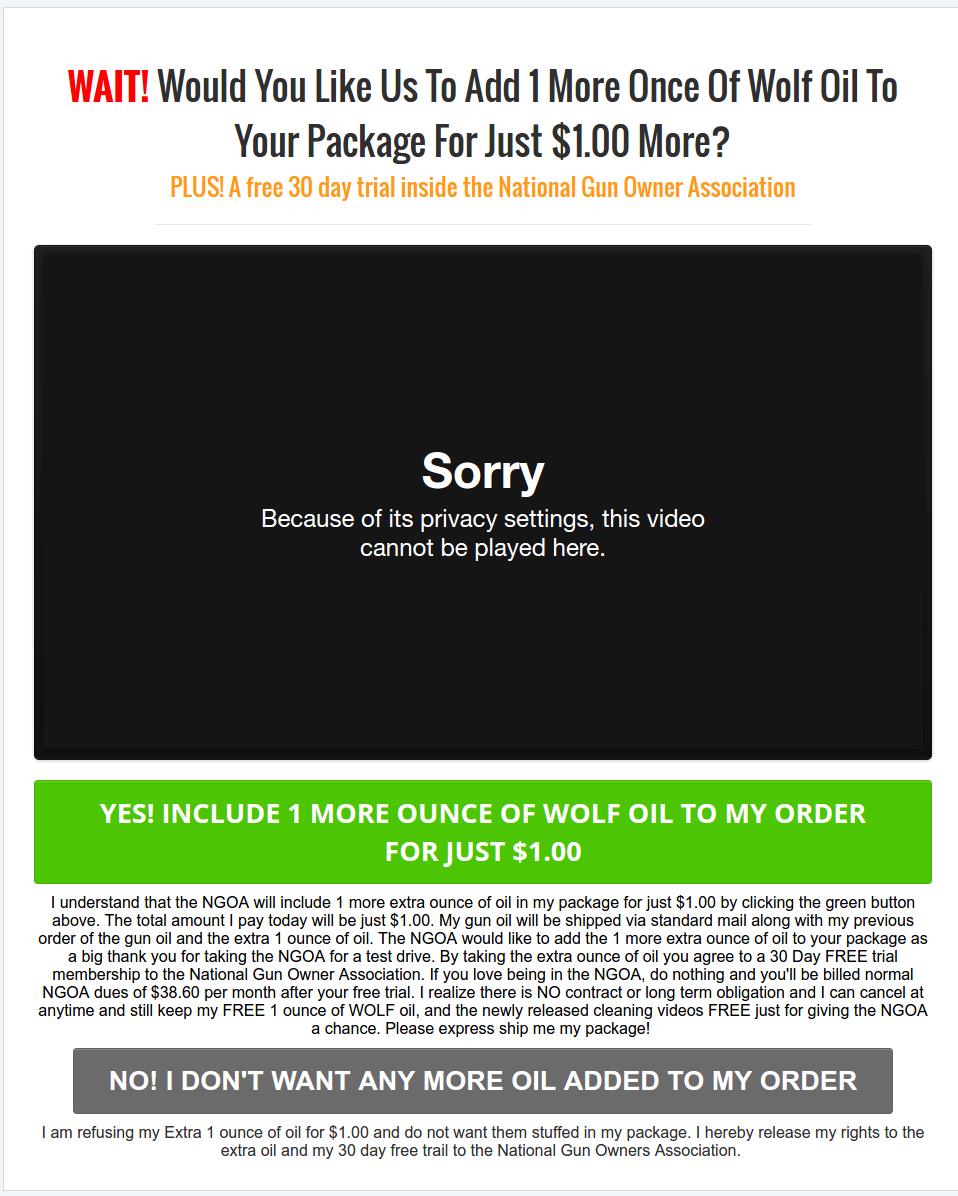 WAIT! Would You Like Us To Add 1 More Once Of Wolf Oil To
Your Package For Just $1.00 More?
PLUS! A free 30 day trial inside the National Gun Owner Association
Sorry
Because of its privacy settings, this video
cannot be played here.
YES! INCLUDE 1 MORE OUNCE OF WOLF OIL TO MY ORDER
FOR JUST $1.00
I understand that the NGOA will include 1 more extra ounce of oil in my package for just $1.00 by clicking the green button
above. The total amount I pay today will be just $1.00. My gun oil will be shipped via standard mail along with my previous
order of the gun oil and the extra 1 ounce of oil. The NGOA would like to add the 1 more extra ounce of oil to your package as
a big thank you for taking the NGOA for a test drive. By taking the extra ounce of oil you agree to a 30 Day FREE trial
membership to the National Gun Owner Association. If you love being in the NGOA, do nothing and you'll be billed normal
NGOA dues of $38.60 per month after your free trial. I realize there is NO contract or long term obligation and I can cancel at
anytime and still keep my FREE 1 ounce of WOLF oil, and the newly released cleaning videos FREE just for giving the NGOA
a chance. Please express ship me my package!
NO! I DON'T WANT ANY MORE OIL ADDED TO MY ORDER
I am refusing my Extra 1 ounce of oil for $1.00 and do not want them stuffed in my package. I hereby release my rights to the
extra oil and my 30 day free trail to the National Gun Owners Association.